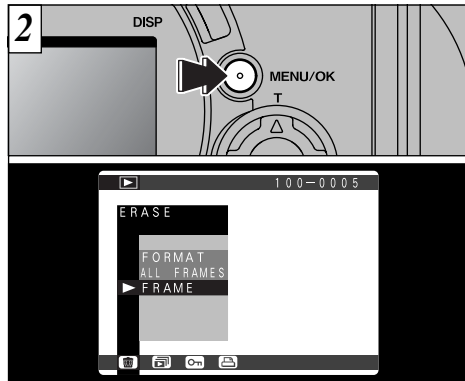 2
DISP
MENU/OK
T
100-0005
ERASE
FORMAT
ALL FRAMES
FRAME